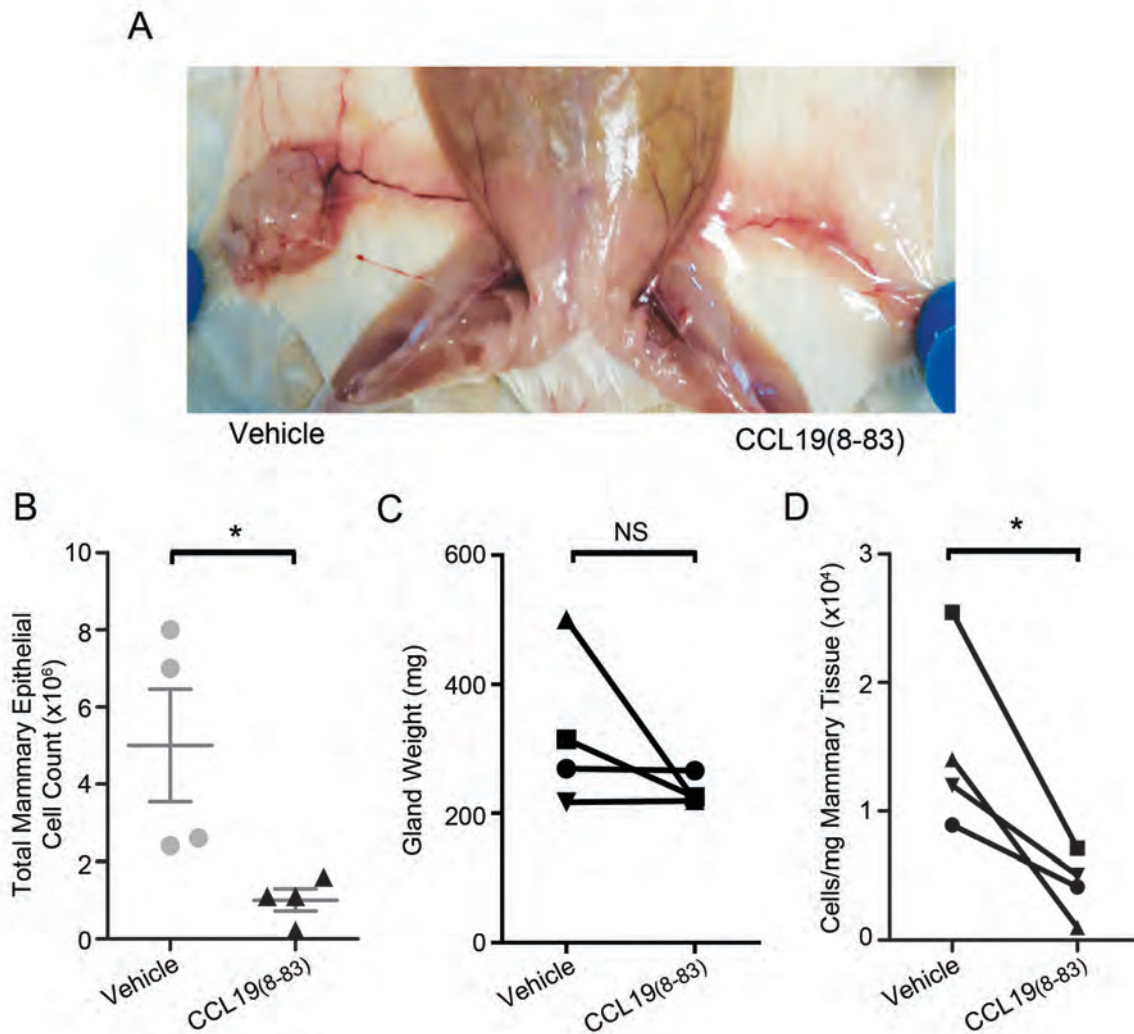 A
Vehicle
CCL19(8-83)
B
*
Total Mammary Epithelial
Cell Count (x10⁶)
10
8
6
4
2
0
Vehicle
CCL19(8-83)
C
NS
Gland Weight (mg)
600
400
200
0
Vehicle
CCL19(8-83)
D
*
Cells/mg Mammary Tissue (x10⁴)
3
2
1
0
Vehicle
CCL19(8-83)